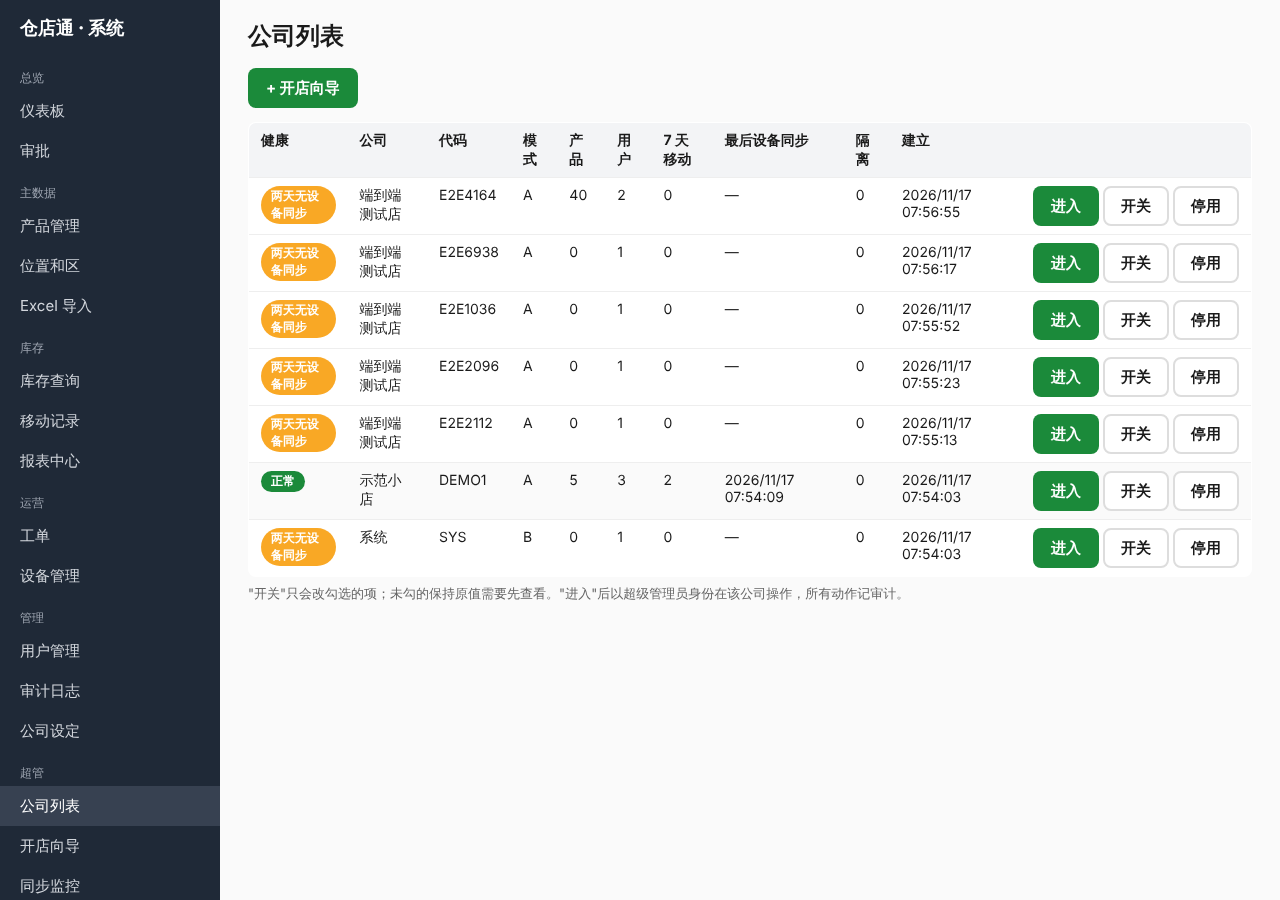 仓店通 · 系统
总览
仪表板
审批
主数据
产品管理
位置和区
Excel 导入
库存
库存查询
移动记录
报表中心
运营
工单
设备管理
管理
用户管理
审计日志
公司设定
超管
公司列表
开店向导
同步监控
公司列表
+ 开店向导
健康 公司 代码 模式 产品 用户 7 天移动 最后设备同步 隔离 建立
两天无设备同步 端到端测试店 E2E4164 A 40 2 0 — 0 2026/11/17 07:56:55 进入 开关 停用
两天无设备同步 端到端测试店 E2E6938 A 0 1 0 — 0 2026/11/17 07:56:17 进入 开关 停用
两天无设备同步 端到端测试店 E2E1036 A 0 1 0 — 0 2026/11/17 07:55:52 进入 开关 停用
两天无设备同步 端到端测试店 E2E2096 A 0 1 0 — 0 2026/11/17 07:55:23 进入 开关 停用
两天无设备同步 端到端测试店 E2E2112 A 0 1 0 — 0 2026/11/17 07:55:13 进入 开关 停用
正常 示范小店 DEMO1 A 5 3 2 2026/11/17 07:54:09 0 2026/11/17 07:54:03 进入 开关 停用
两天无设备同步 系统 SYS B 0 1 0 — 0 2026/11/17 07:54:03 进入 开关 停用
"开关"只会改勾选的项；未勾的保持原值需要先查看。"进入"后以超级管理员身份在该公司操作，所有动作记审计。